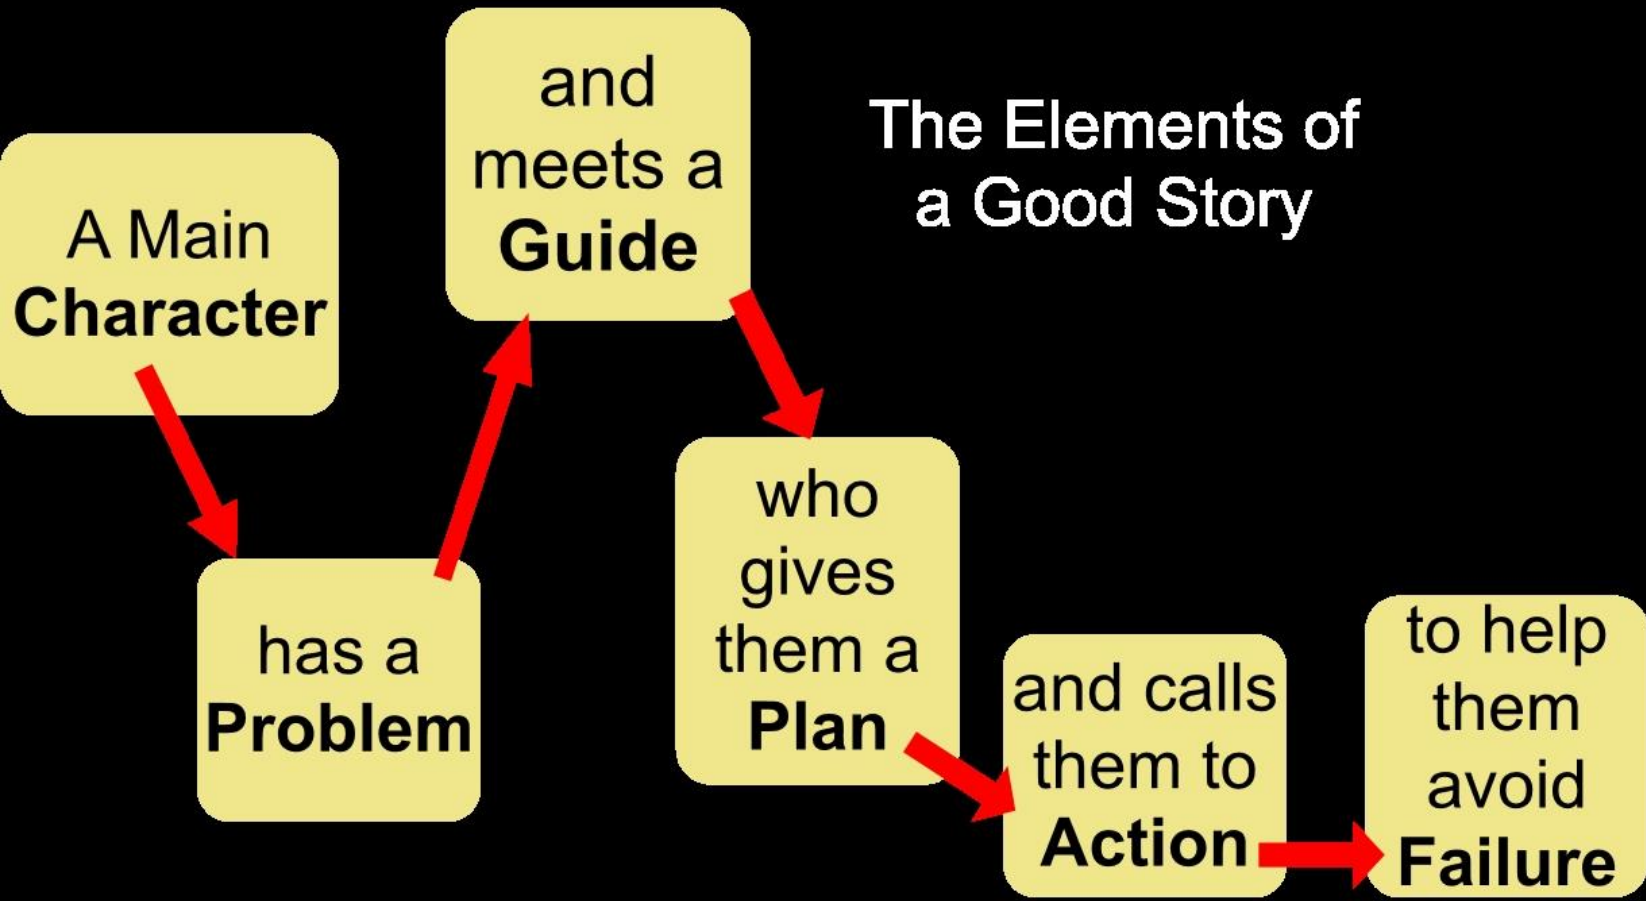 The Elements of
a Good Story
A Main
Character
has a
Problem
and
meets a
Guide
who
gives
them a
Plan
and calls
them to
Action
to help
them
avoid
Failure